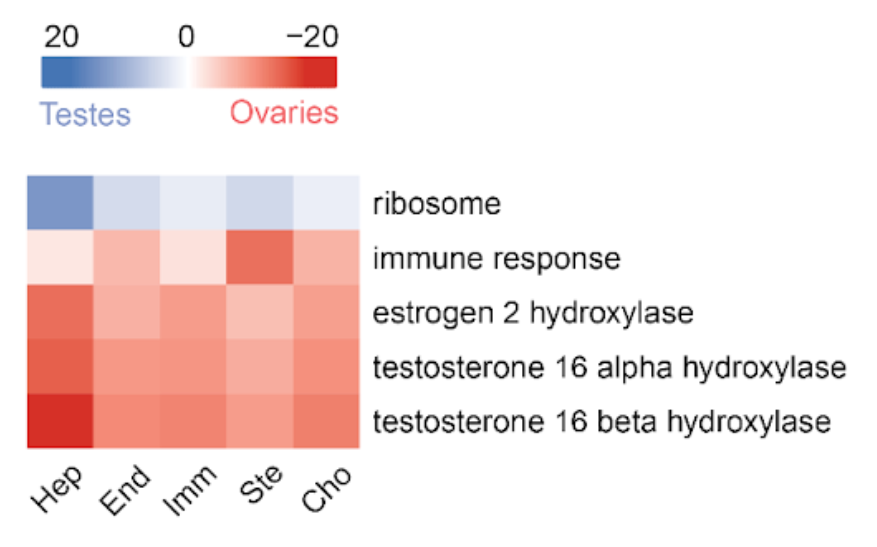 20 0 −20
Testes Ovaries
ribosome
immune response
estrogen 2 hydroxylase
testosterone 16 alpha hydroxylase
testosterone 16 beta hydroxylase
Hep End Imm Ste Cho